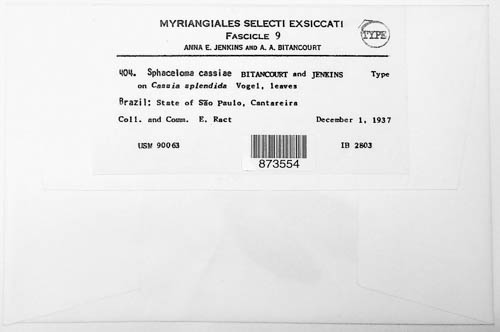 MYRIANGIALES SELECTI EXSICCATI
FASCICLE 9
ANNA E. JENKINS AND A. A. BITANCOURT
TYPE
404. Sphaceloma cassiae BITANCOURT and JENKINS Type
on Cassia splendida Vogel, leaves
Brazil: State of São Paulo, Cantareira
Coll. and Comm. E. Ract December 1, 1937
USM 90063 IB 2803
873554